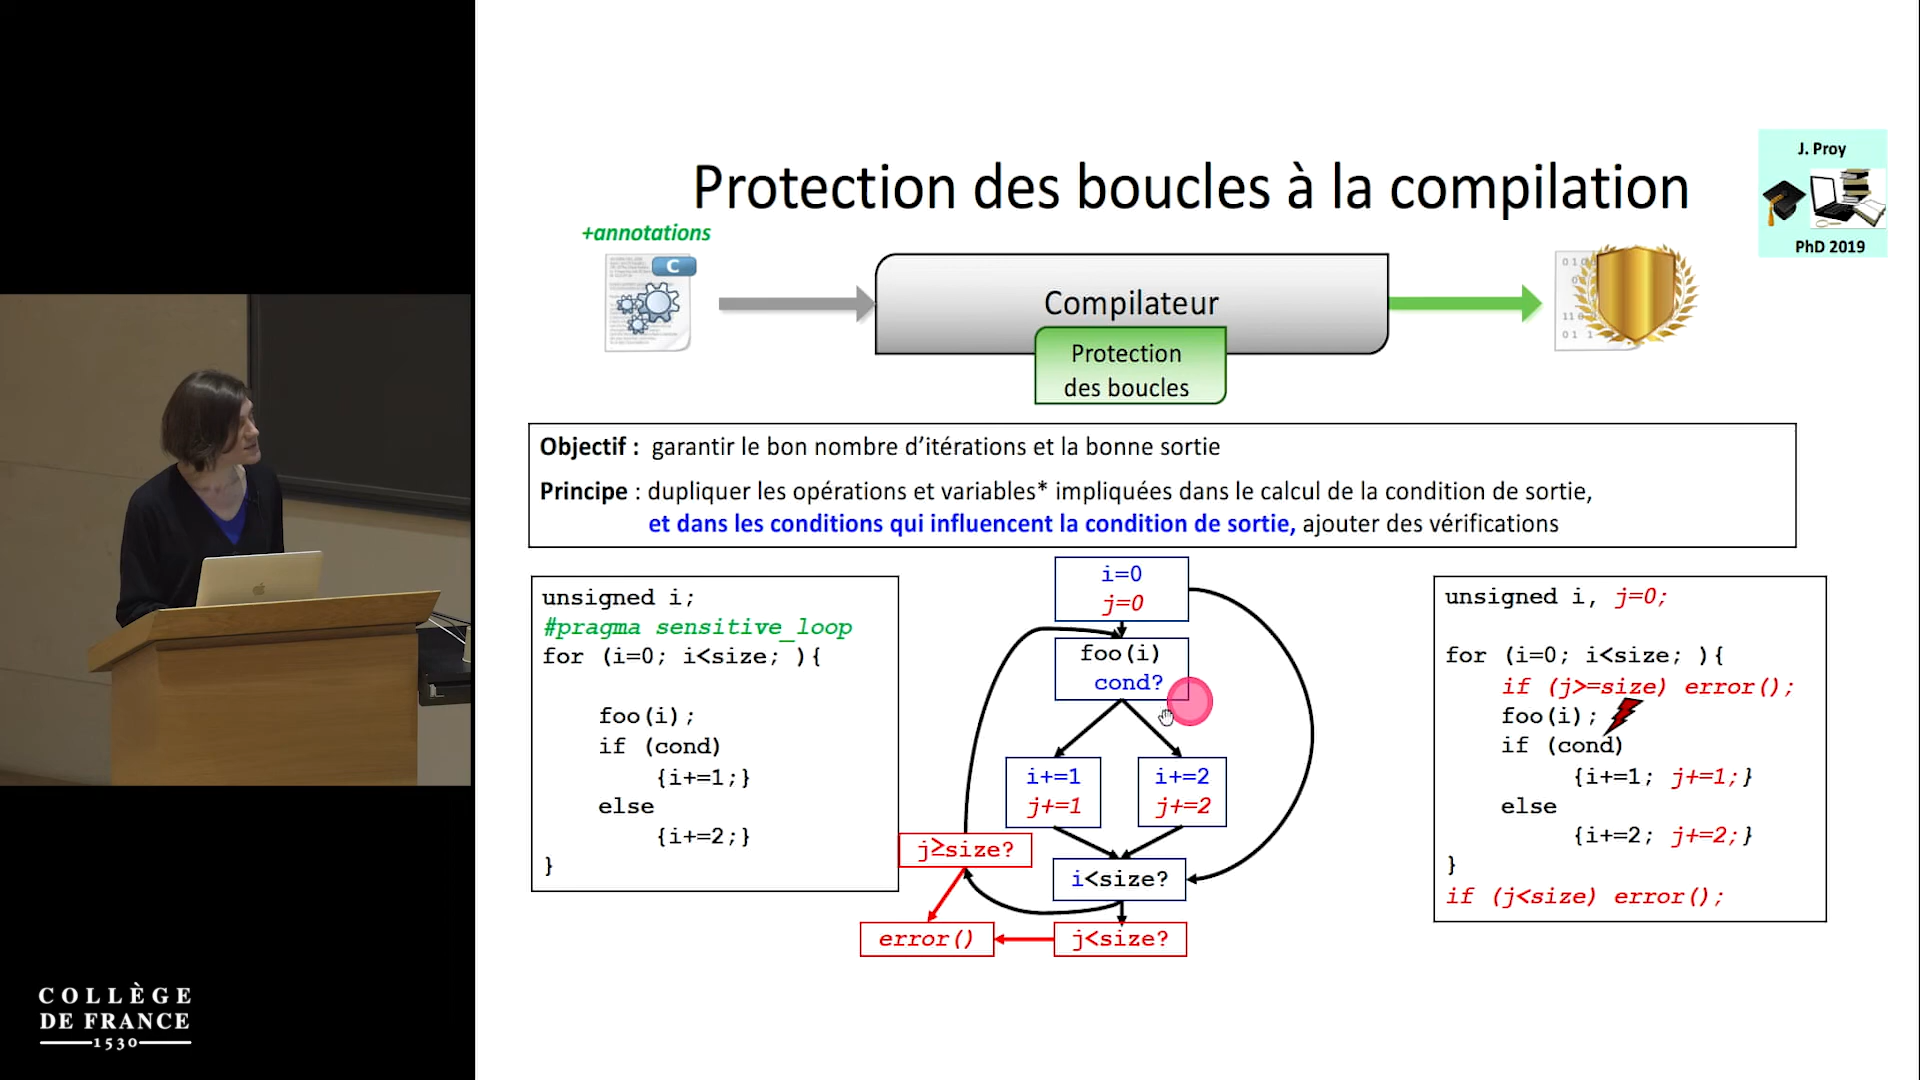 Protection des boucles à la compilation
J. Proy
PhD 2019
+annotations
C
Compilateur
Protection
des boucles
Objectif : garantir le bon nombre d'itérations et la bonne sortie
Principe : dupliquer les opérations et variables* impliquées dans le calcul de la condition de sortie,
et dans les conditions qui influencent la condition de sortie, ajouter des vérifications
unsigned i;
#pragma sensitive_loop
for (i=0; i<size; ){
foo(i);
if (cond)
{i+=1;}
else
{i+=2;}
}
i=0
j=0
foo(i)
cond?
i+=1
j+=1
i+=2
j+=2
j≥size?
i<size?
error()
j<size?
unsigned i, j=0;
for (i=0; i<size; ){
if (j>=size) error();
foo(i);
if (cond)
{i+=1; j+=1;}
else
{i+=2; j+=2;}
}
if (j<size) error();
COLLÈGE
DE FRANCE
1530